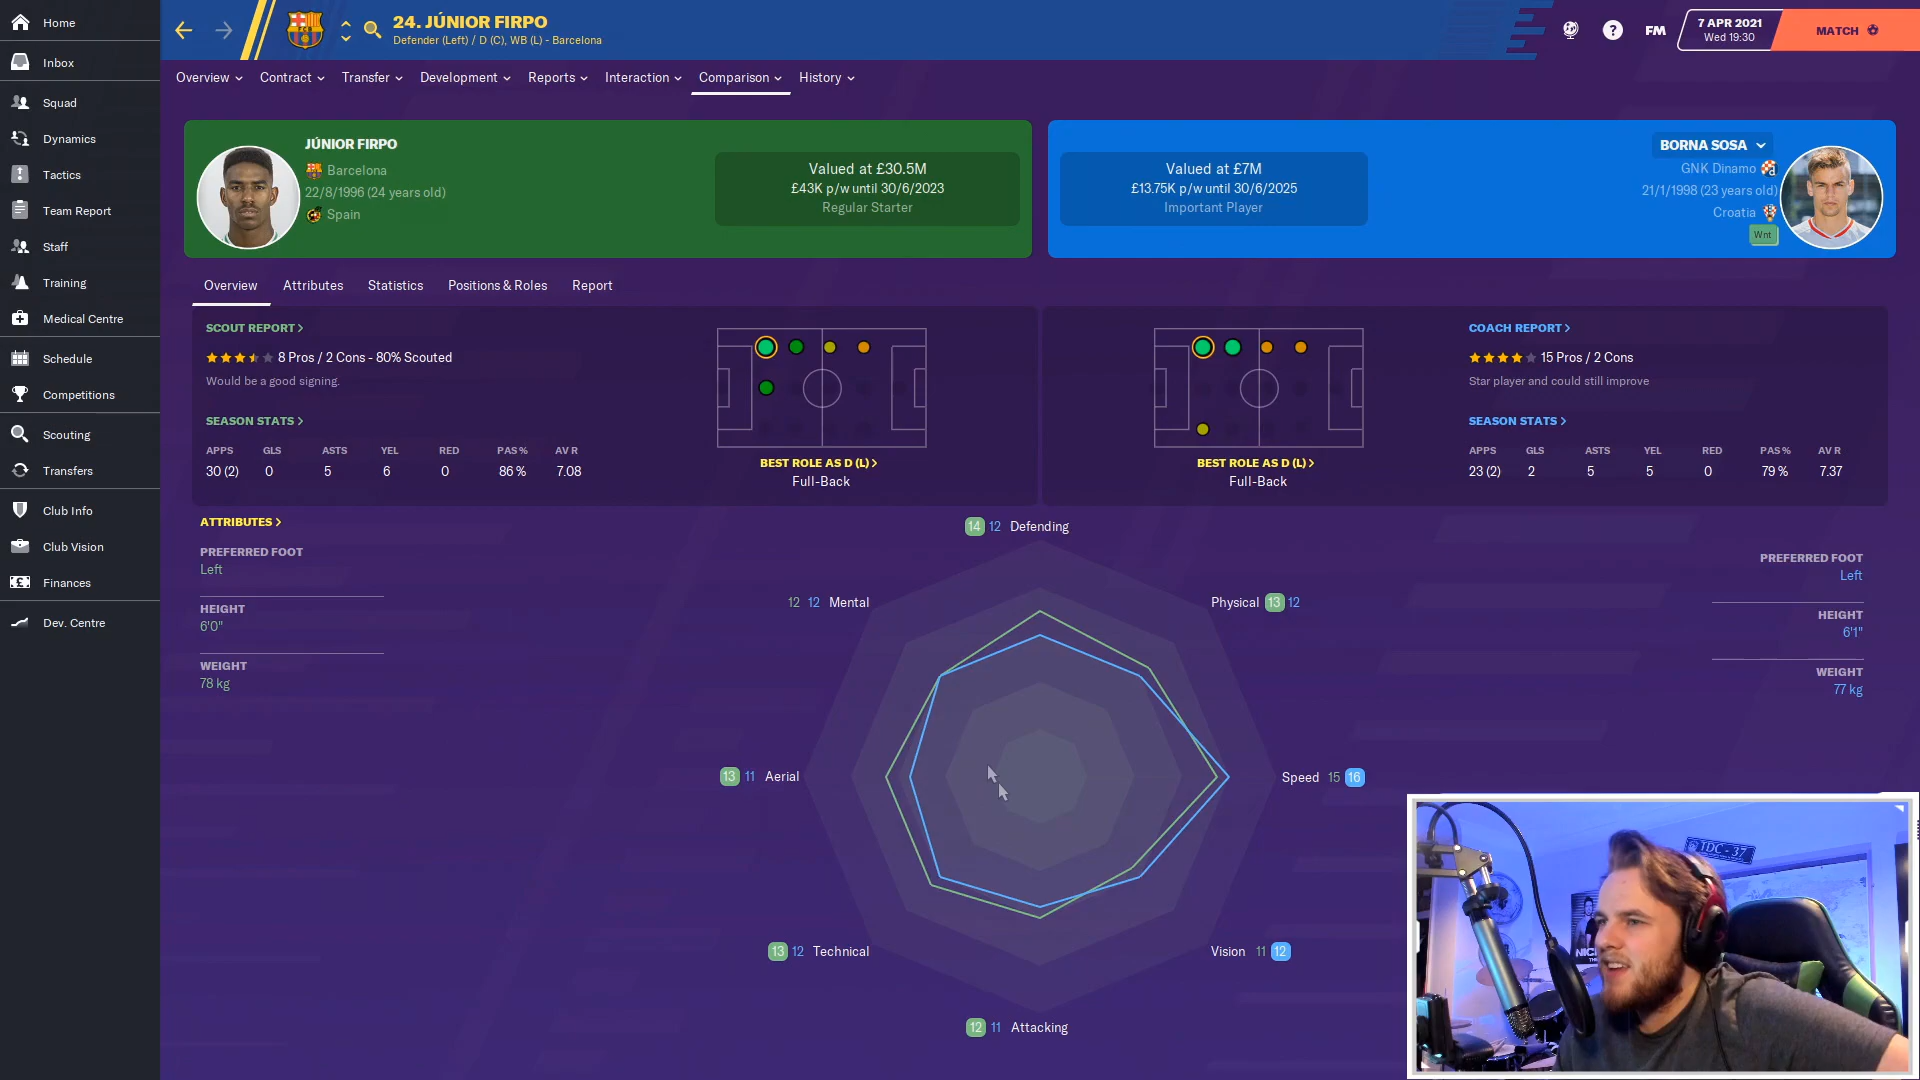 Home
Inbox
Squad
Dynamics
Tactics
Team Report
Staff
Training
Medical Centre
Schedule
Competitions
Scouting
Transfers
Club Info
Club Vision
Finances
Dev. Centre
24. JÚNIOR FIRPO
Defender (Left) / D (C), WB (L) - Barcelona
FM
7 APR 2021
Wed 19:30
MATCH
Overview Contract Transfer Development Reports Interaction Comparison History
JÚNIOR FIRPO
Barcelona
22/8/1996 (24 years old)
Spain
Valued at £30.5M
£43K p/w until 30/6/2023
Regular Starter
Valued at £7M
£13.75K p/w until 30/6/2025
Important Player
BORNA SOSA
GNK Dinamo
21/1/1998 (23 years old)
Croatia
Wnt
Overview Attributes Statistics Positions & Roles Report
SCOUT REPORT >
8 Pros / 2 Cons - 80% Scouted
Would be a good signing.
SEASON STATS >
APPS GLS ASTS YEL RED PAS % AV R
30 (2) 0 5 6 0 86 % 7.08
BEST ROLE AS D (L) >
Full-Back
BEST ROLE AS D (L) >
Full-Back
COACH REPORT >
15 Pros / 2 Cons
Star player and could still improve
SEASON STATS >
APPS GLS ASTS YEL RED PAS % AV R
23 (2) 2 5 5 0 79 % 7.37
ATTRIBUTES >
PREFERRED FOOT
Left
HEIGHT
6'0"
WEIGHT
78 kg
14 12 Defending
12 12 Mental
Physical 13 12
13 11 Aerial
Speed 15 16
13 12 Technical
Vision 11 12
12 11 Attacking
PREFERRED FOOT
Left
HEIGHT
6'1"
WEIGHT
77 kg
TDC - 37